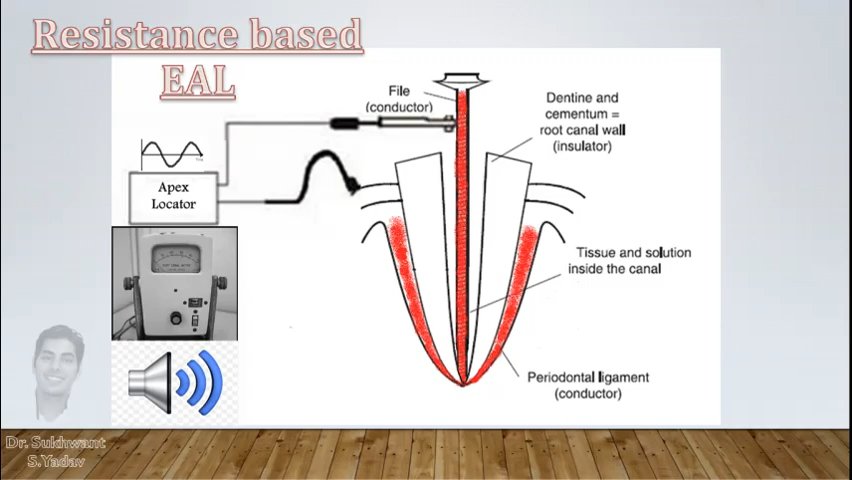 Resistance based
EAL
File
(conductor)
Dentine and
cementum =
root canal wall
(insulator)
Apex
Locator
Tissue and solution
inside the canal
Periodontal ligament
(conductor)
Dr. Sukhwant
S.Yadav